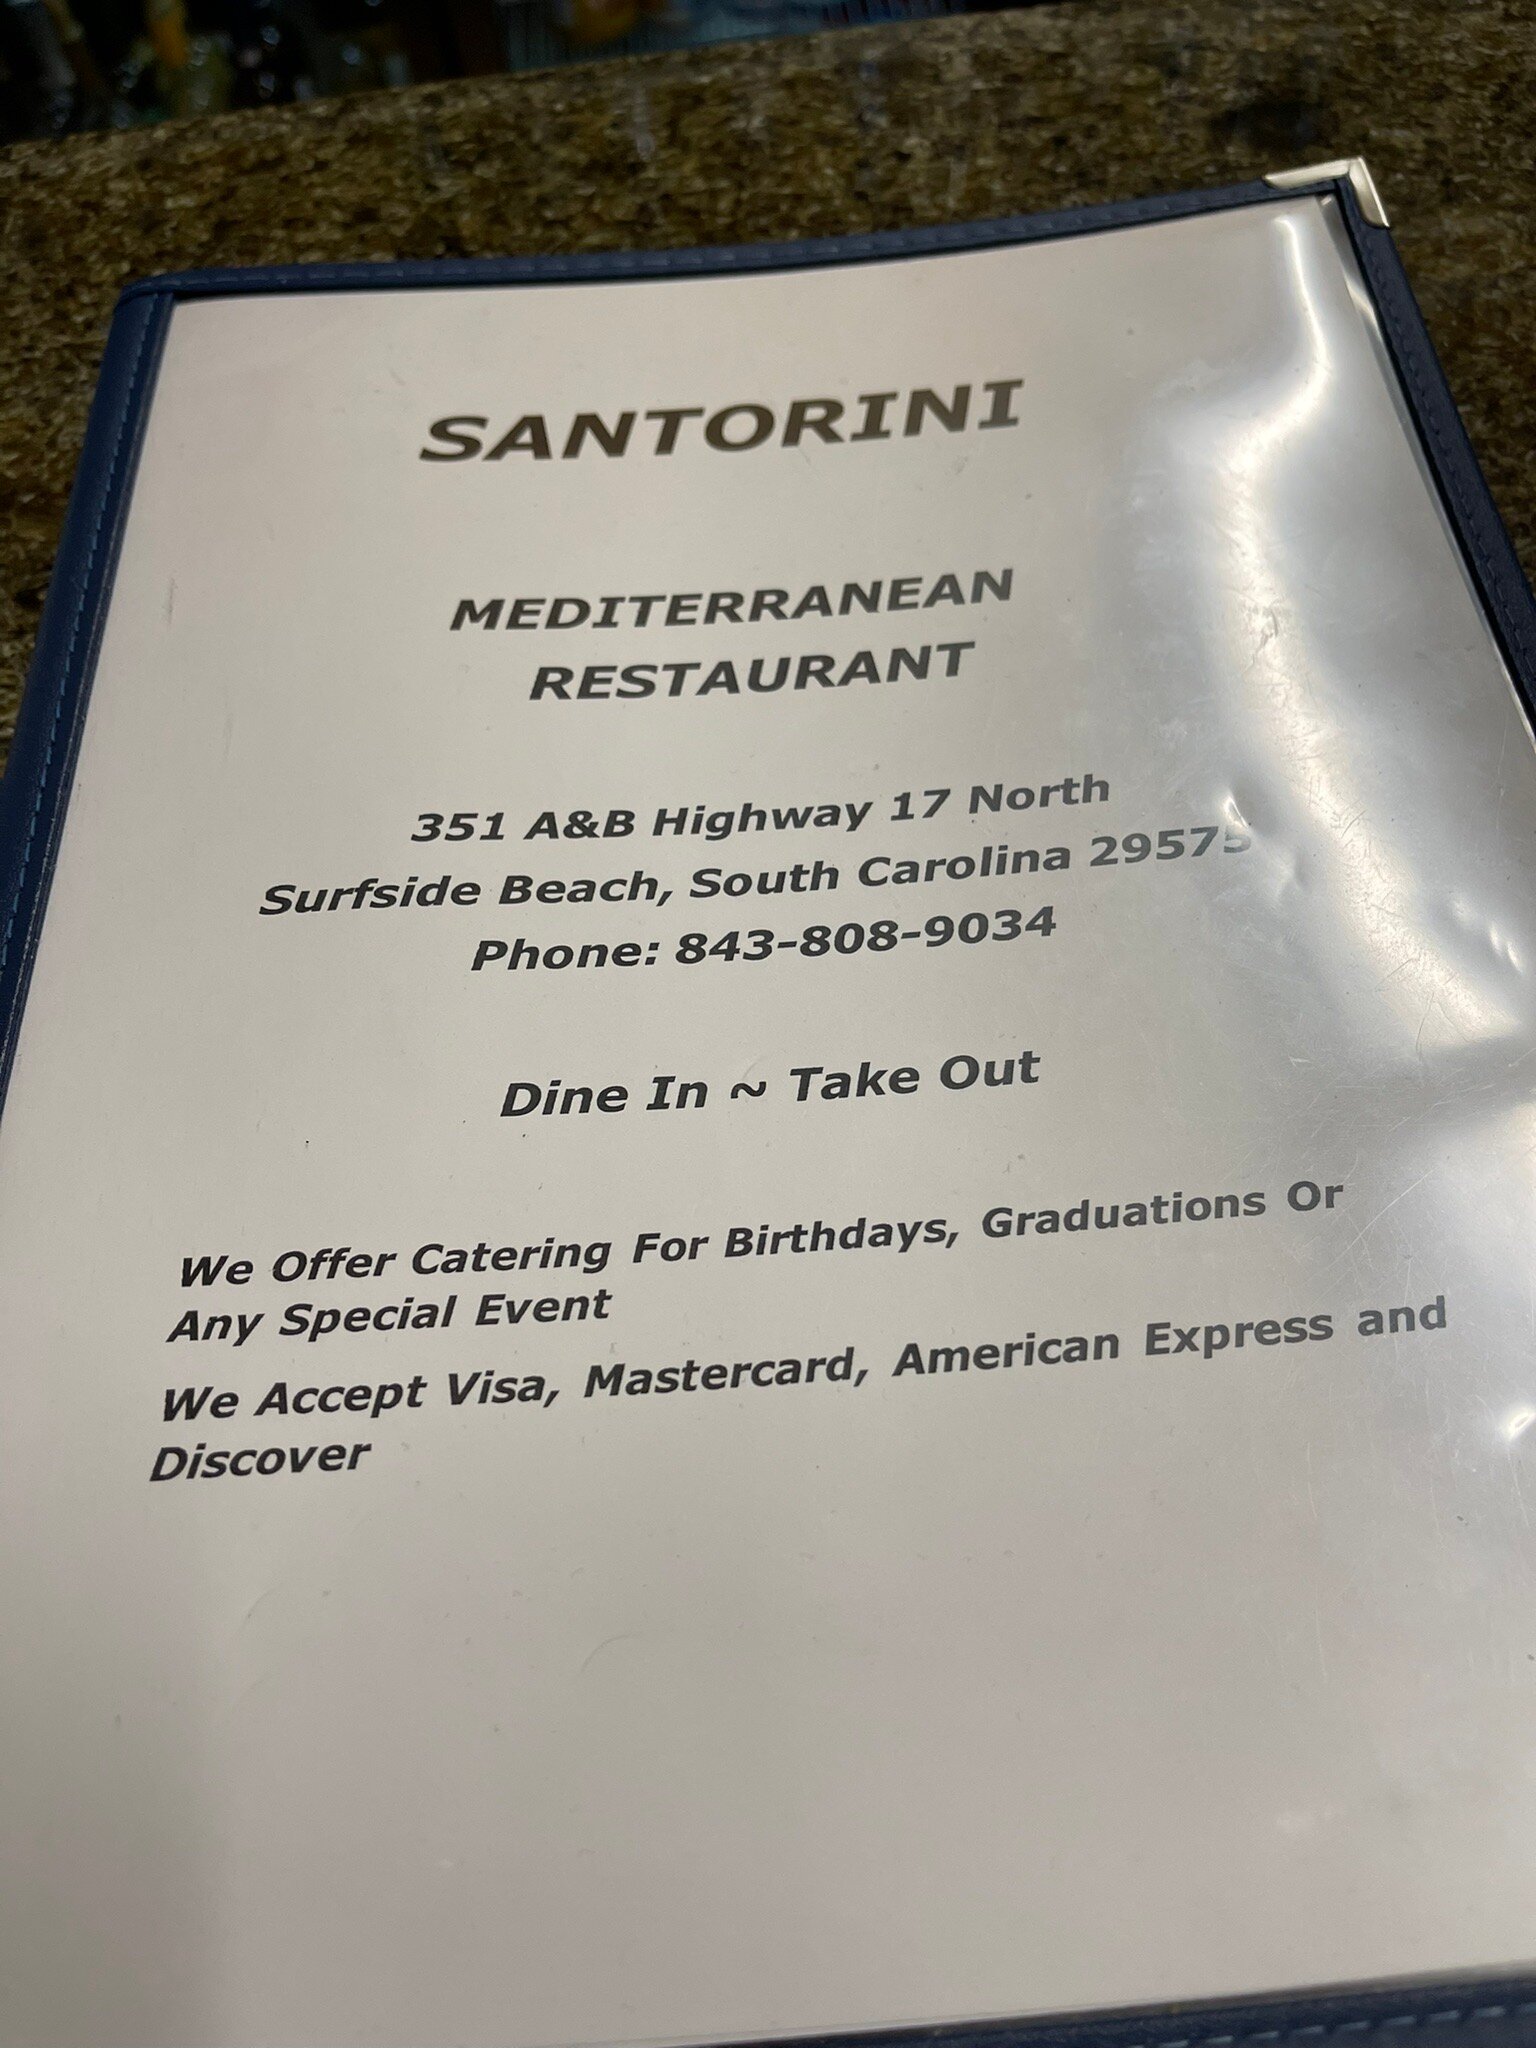 SANTORINI
MEDITERRANEAN
RESTAURANT
351 A&B Highway 17 North
Surfside Beach, South Carolina 29575
Phone: 843-808-9034
Dine In ~ Take Out
We Offer Catering For Birthdays, Graduations Or
Any Special Event
We Accept Visa, Mastercard, American Express and
Discover